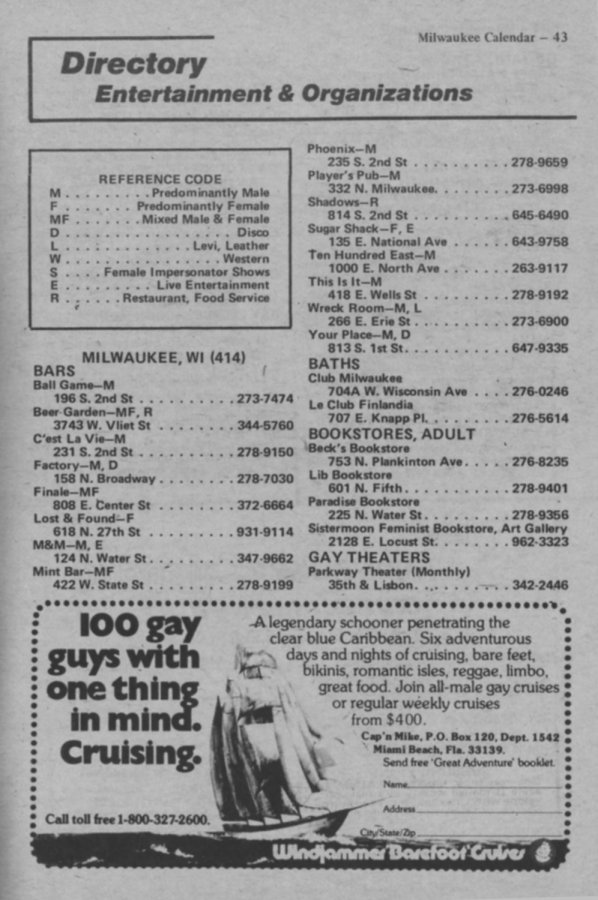 Milwaukee Calendar – 43
Directory
Entertainment & Organizations
REFERENCE CODE
M . . . . . . . . . Predominantly Male
F . . . . . . . Predominantly Female
MF . . . . . . Mixed Male & Female
D . . . . . . . . . . . . . . . . . . Disco
L . . . . . . . . . . . . . Levi, Leather
W . . . . . . . . . . . . . . . . Western
S . . . . Female Impersonator Shows
E . . . . . . . . . . Live Entertainment
R . . . . . . Restaurant, Food Service
MILWAUKEE, WI (414)
BARS
Ball Game—M
196 S. 2nd St . . . . . . . . . . 273-7474
Beer Garden—MF, R
3743 W. Vliet St . . . . . . . . 344-5760
C'est La Vie—M
231 S. 2nd St . . . . . . . . . . 278-9150
Factory—M, D
158 N. Broadway . . . . . . . . 278-7030
Finale—MF
808 E. Center St . . . . . . . . 372-6664
Lost & Found—F
618 N. 27th St . . . . . . . . . 931-9114
M&M—M, E
124 N. Water St . . . . . . . . . 347-9662
Mint Bar—MF
422 W. State St . . . . . . . . . 278-9199
Phoenix—M
235 S. 2nd St . . . . . . . . . . 278-9659
Player's Pub—M
332 N. Milwaukee. . . . . . . . 273-6998
Shadows—R
814 S. 2nd St . . . . . . . . . . 645-6490
Sugar Shack—F, E
135 E. National Ave . . . . . . 643-9758
Ten Hundred East—M
1000 E. North Ave . . . . . . . 263-9117
This Is It—M
418 E. Wells St . . . . . . . . . 278-9192
Wreck Room—M, L
266 E. Erie St . . . . . . . . . . 273-6900
Your Place—M, D
813 S. 1st St. . . . . . . . . . . 647-9335
BATHS
Club Milwaukee
704A W. Wisconsin Ave . . . . 276-0246
Le Club Finlandia
707 E. Knapp Pl. . . . . . . . . 276-5614
BOOKSTORES, ADULT
Beck's Bookstore
753 N. Plankinton Ave. . . . . 276-8235
Lib Bookstore
601 N. Fifth. . . . . . . . . . . 278-9401
Paradise Bookstore
225 N. Water St. . . . . . . . . 278-9356
Sistermoon Feminist Bookstore, Art Gallery
2128 E. Locust St. . . . . . . . 962-3323
GAY THEATERS
Parkway Theater (Monthly)
35th & Lisbon. . . . . . . . . . 342-2446
100 gay
guys with
one thing
in mind.
Cruising.
Call toll free 1-800-327-2600.
A legendary schooner penetrating the
clear blue Caribbean. Six adventurous
days and nights of cruising, bare feet,
bikinis, romantic isles, reggae, limbo,
great food. Join all-male gay cruises
or regular weekly cruises
from $400.
Cap'n Mike, P.O. Box 120, Dept. 1542
Miami Beach, Fla. 33139.
Send free 'Great Adventure' booklet.
Name
Address
City/State/Zip
Windjammer Barefoot Cruises